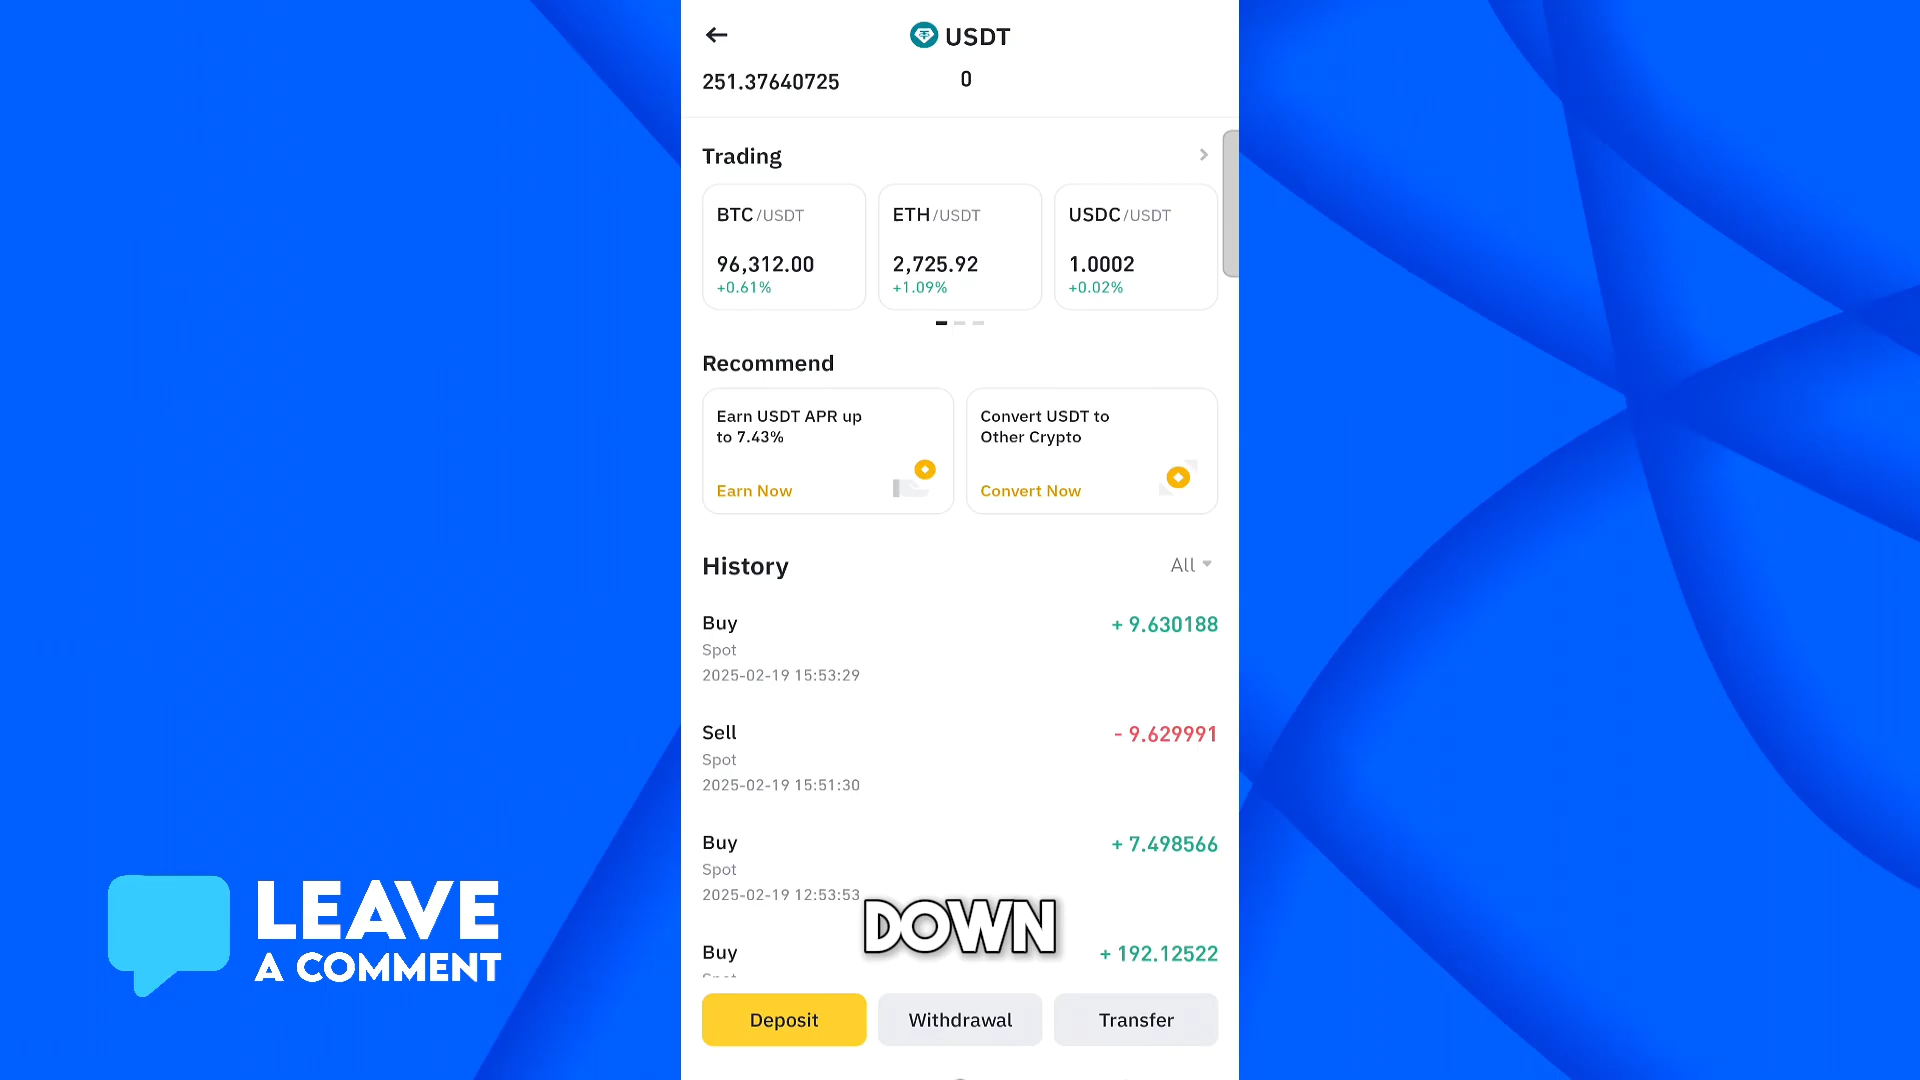 USDT
251.37640725
0
Trading
BTC/USDT
ETH/USDT
USDC/USDT
96,312.00
2,725.92
1.0002
+0.61%
+1.09%
+0.02%
Recommend
Earn USDT APR up
to 7.43%
Earn Now
Convert USDT to
Other Crypto
Convert Now
History
All
Buy
+ 9.630188
Spot
2025-02-19 15:53:29
Sell
- 9.629991
Spot
2025-02-19 15:51:30
Buy
+ 7.498566
Spot
2025-02-19 12:53:53
Buy
+ 192.12522
DOWN
Deposit
Withdrawal
Transfer
LEAVE
A COMMENT